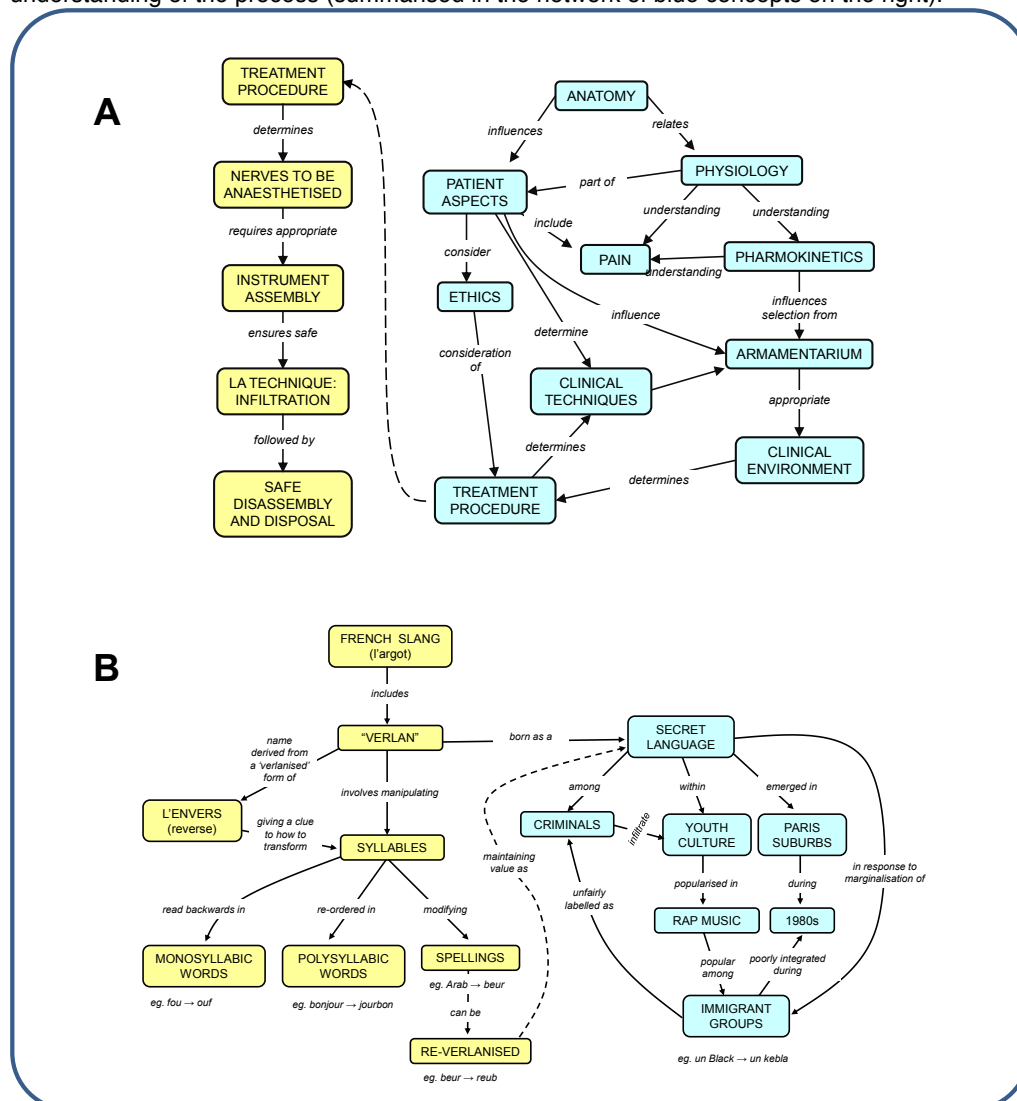 understanding of the process (summarised in the network of blue concepts on the right).
A
TREATMENT
PROCEDURE
determines
NERVES TO BE
ANAESTHETISED
requires appropriate
INSTRUMENT
ASSEMBLY
ensures safe
LA TECHNIQUE:
INFILTRATION
followed by
SAFE
DISASSEMBLY
AND DISPOSAL
ANATOMY
influences
relates
PATIENT
ASPECTS
part of
PHYSIOLOGY
include
understanding
understanding
PAIN
understanding
PHARMOKINETICS
consider
ETHICS
influences
selection from
influence
determine
consideration
of
ARMAMENTARIUM
CLINICAL
TECHNIQUES
appropriate
determines
CLINICAL
ENVIRONMENT
determines
TREATMENT
PROCEDURE
B
FRENCH SLANG
(l'argot)
includes
"VERLAN"
name
derived from
a 'verlanised'
form of
born as a
involves manipulating
L'ENVERS
(reverse)
giving a clue
to how to
transform
SYLLABLES
read backwards in
re-ordered in
modifying
MONOSYLLABIC
WORDS
eg. fou → ouf
POLYSYLLABIC
WORDS
eg. bonjour → jourbon
SPELLINGS
eg. Arab → beur
can be
RE-VERLANISED
eg. beur → reub
maintaining
value as
SECRET
LANGUAGE
among
within
emerged in
CRIMINALS
infiltrate
YOUTH
CULTURE
PARIS
SUBURBS
in response to
marginalisation of
unfairly
labelled as
popularised in
during
RAP MUSIC
1980s
popular
among
poorly integrated
during
IMMIGRANT
GROUPS
eg. un Black → un kebla